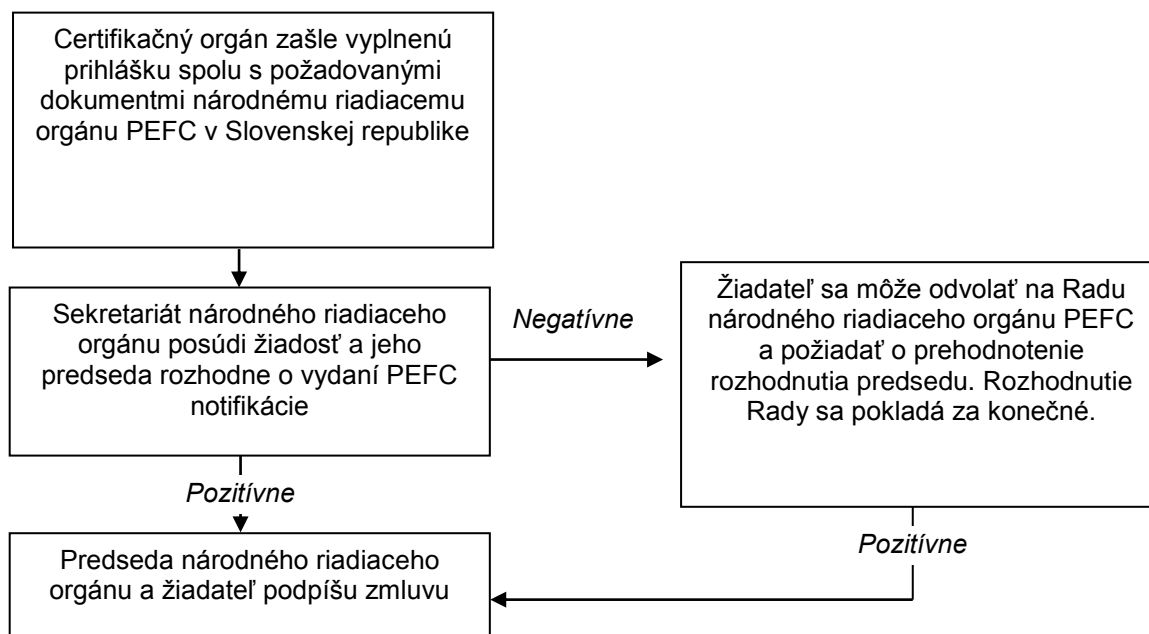 Certifikačný orgán zašle vyplnenú
prihlášku spolu s požadovanými
dokumentmi národnému riadiacemu
orgánu PEFC v Slovenskej republike
Sekretariát národného riadiaceho
orgánu posúdi žiadosť a jeho
predseda rozhodne o vydaní PEFC
notifikácie
Negatívne
Žiadateľ sa môže odvolať na Radu
národného riadiaceho orgánu PEFC
a požiadať o prehodnotenie
rozhodnutia predsedu. Rozhodnutie
Rady sa pokladá za konečné.
Pozitívne
Pozitívne
Predseda národného riadiaceho
orgánu a žiadateľ podpíšu zmluvu